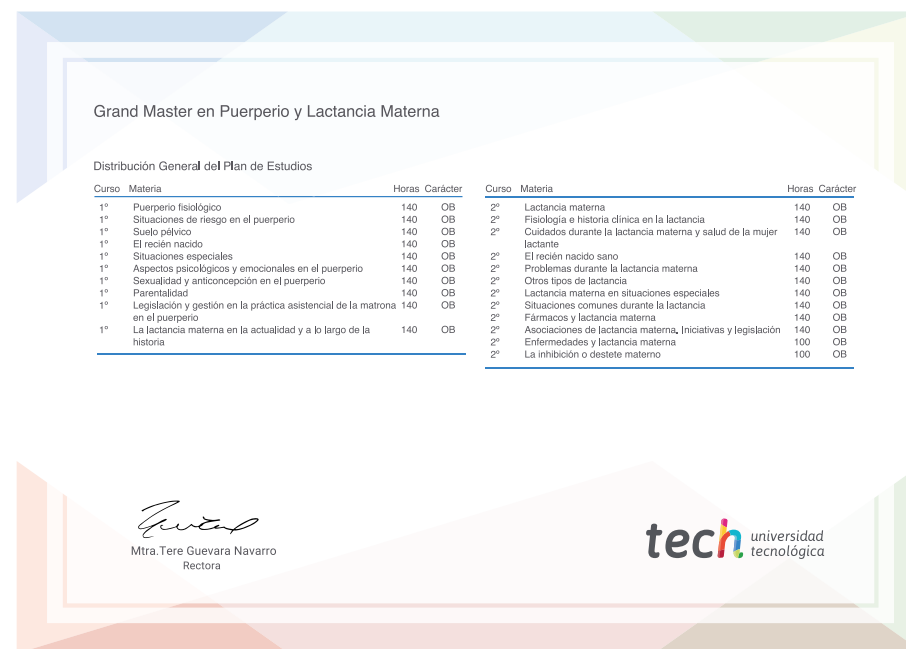 Grand Master en Puerperio y Lactancia Materna
Distribución General del Plan de Estudios
Curso Materia Horas Carácter
1º Puerperio fisiológico 140 OB
1º Situaciones de riesgo en el puerperio 140 OB
1º Suelo pélvico 140 OB
1º El recién nacido 140 OB
1º Situaciones especiales 140 OB
1º Aspectos psicológicos y emocionales en el puerperio 140 OB
1º Sexualidad y anticoncepción en el puerperio 140 OB
1º Parentalidad 140 OB
1º Legislación y gestión en la práctica asistencial de la matrona 140 OB
en el puerperio
1º La lactancia materna en la actualidad y a lo largo de la 140 OB
historia
Curso Materia Horas Carácter
2º Lactancia materna 140 OB
2º Fisiología e historia clínica en la lactancia 140 OB
2º Cuidados durante la lactancia materna y salud de la mujer 140 OB
lactante
2º El recién nacido sano 140 OB
2º Problemas durante la lactancia materna 140 OB
2º Otros tipos de lactancia 140 OB
2º Lactancia materna en situaciones especiales 140 OB
2º Situaciones comunes durante la lactancia 140 OB
2º Fármacos y lactancia materna 140 OB
2º Asociaciones de lactancia materna, Iniciativas y legislación 140 OB
2º Enfermedades y lactancia materna 100 OB
2º La inhibición o destete materno 100 OB
Mtra.Tere Guevara Navarro
Rectora
tech universidad
tecnológica